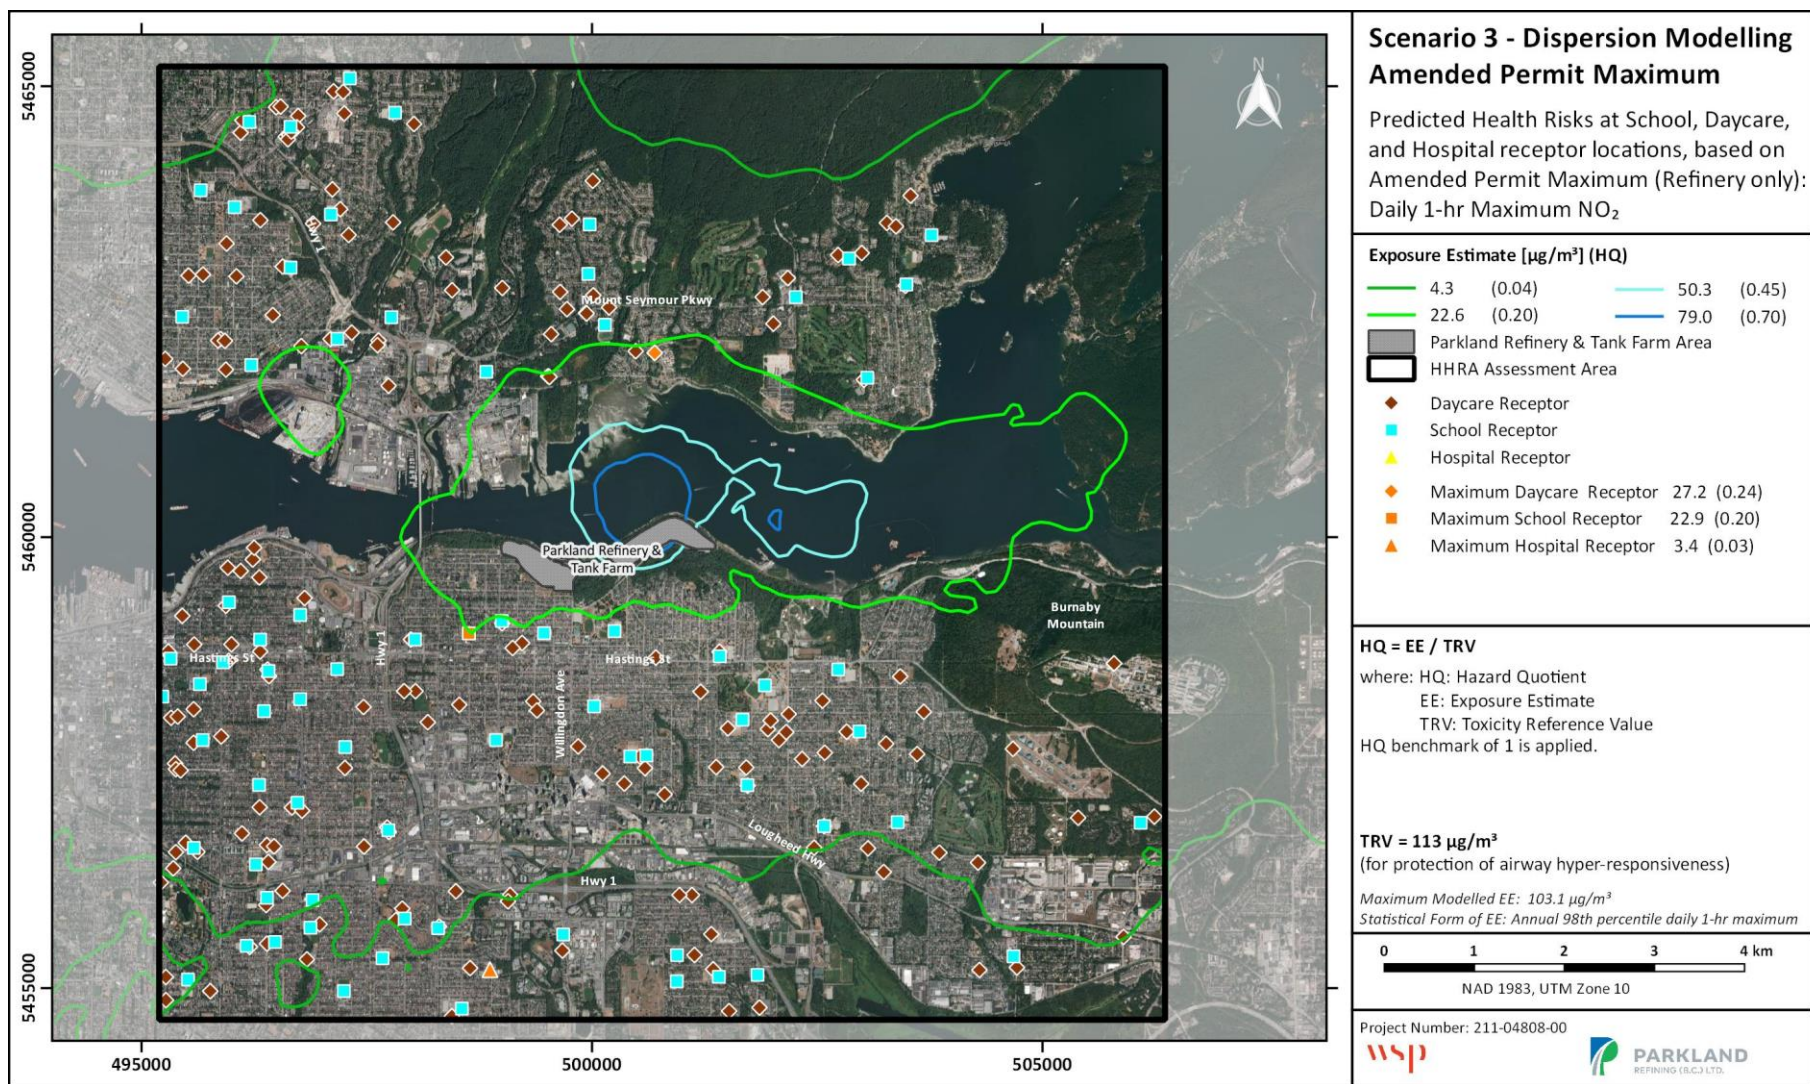 Scenario 3 - Dispersion Modelling
Amended Permit Maximum
Predicted Health Risks at School, Daycare,
and Hospital receptor locations, based on
Amended Permit Maximum (Refinery only):
Daily 1-hr Maximum NO₂
Exposure Estimate [µg/m³] (HQ)
4.3 (0.04) 50.3 (0.45)
22.6 (0.20) 79.0 (0.70)
Parkland Refinery & Tank Farm Area
HHRA Assessment Area
Daycare Receptor
School Receptor
Hospital Receptor
Maximum Daycare Receptor 27.2 (0.24)
Maximum School Receptor 22.9 (0.20)
Maximum Hospital Receptor 3.4 (0.03)
HQ = EE / TRV
where: HQ: Hazard Quotient
EE: Exposure Estimate
TRV: Toxicity Reference Value
HQ benchmark of 1 is applied.
TRV = 113 µg/m³
(for protection of airway hyper-responsiveness)
Maximum Modelled EE: 103.1 µg/m³
Statistical Form of EE: Annual 98th percentile daily 1-hr maximum
0 1 2 3 4 km
NAD 1983, UTM Zone 10
Project Number: 211-04808-00
wsp
PARKLAND
REFINING (B.C.) LTD.
N
5465000
Hwy 1
Mount Seymour Pkwy
5460000
Parkland Refinery &
Tank Farm
Burnaby
Mountain
Hastings St
Hwy 1
Hastings St
Willingdon Ave
Lougheed Hwy
Hwy 1
5455000
495000
500000
505000